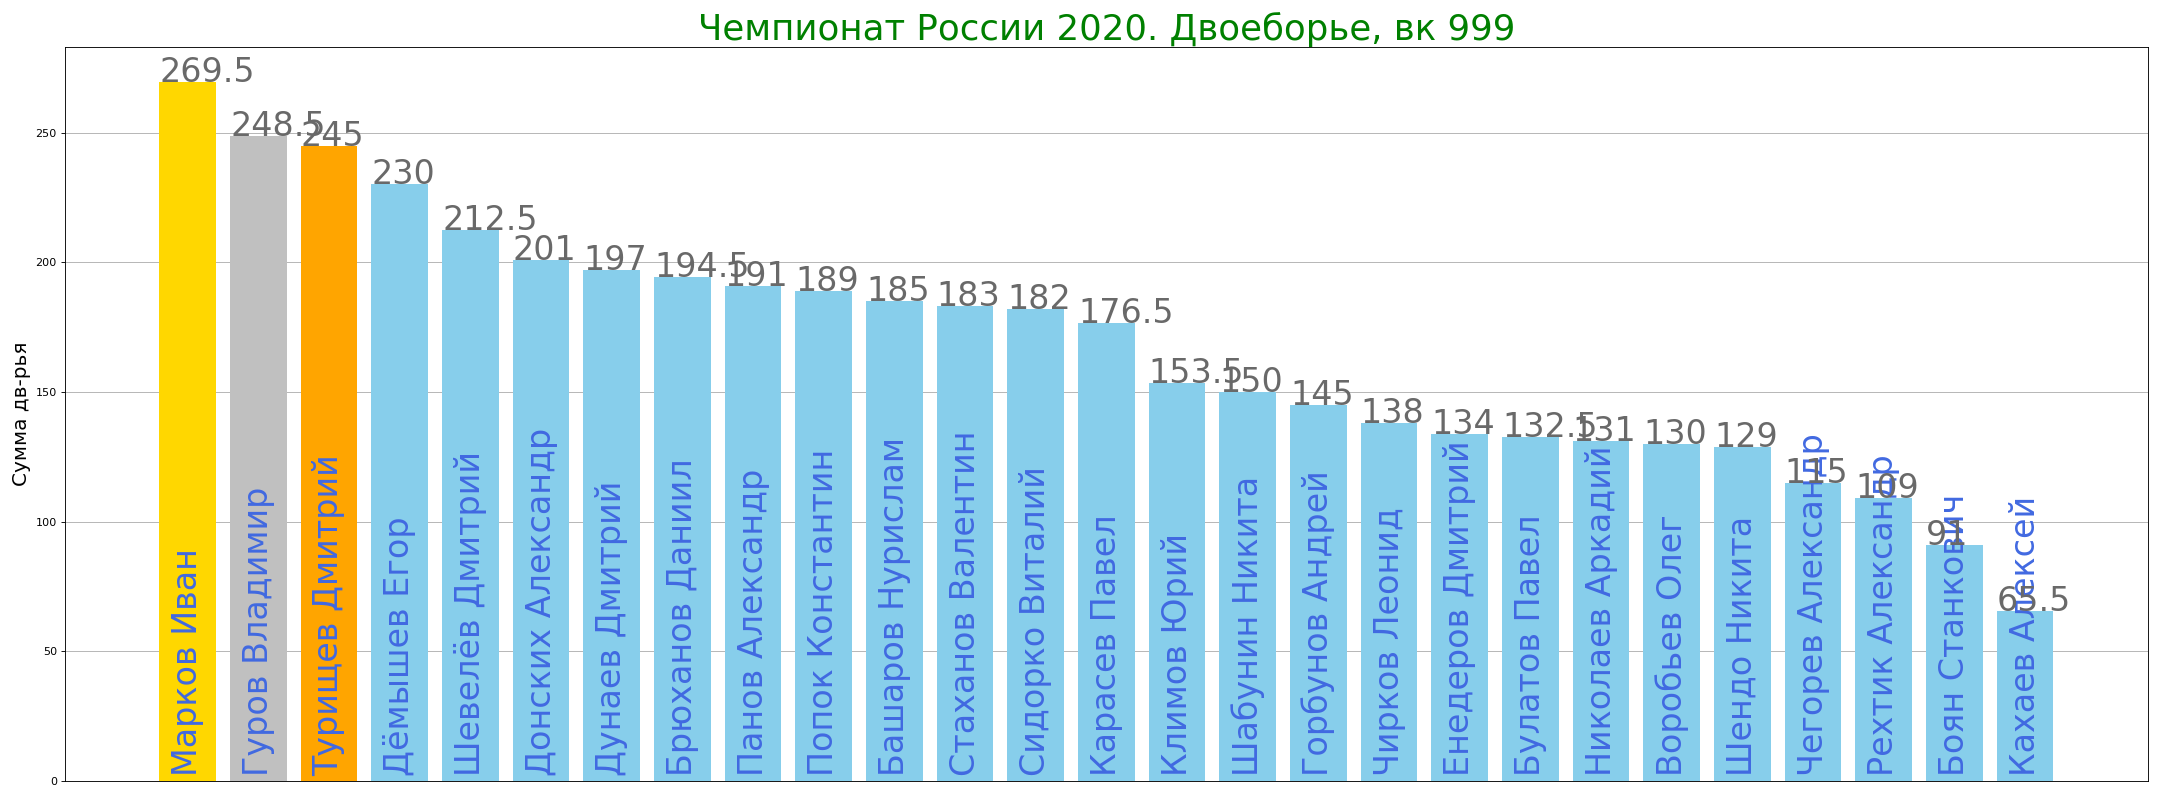 Чемпионат России 2020. Двоеборье, вк 999
Сумма дв-рья
250
200
150
100
50
0
269.5
248.5
245
230
212.5
201
197
194.5
191
189
185
183
182
176.5
153.5
150
145
138
134
132.5
131
130
129
115
109
91
65.5
Марков Иван
Гуров Владимир
Турищев Дмитрий
Дёмышев Егор
Шевелёв Дмитрий
Донских Александр
Дунаев Дмитрий
Брюханов Даниил
Панов Александр
Попок Константин
Башаров Нурислам
Стаханов Валентин
Сидорко Виталий
Карасев Павел
Климов Юрий
Шабунин Никита
Горбунов Андрей
Чирков Леонид
Енедеров Дмитрий
Булатов Павел
Николаев Аркадий
Воробьев Олег
Шендо Никита
Чегорев Александр
Рехтик Александр
Боян Станкович
Кахаев Алексей